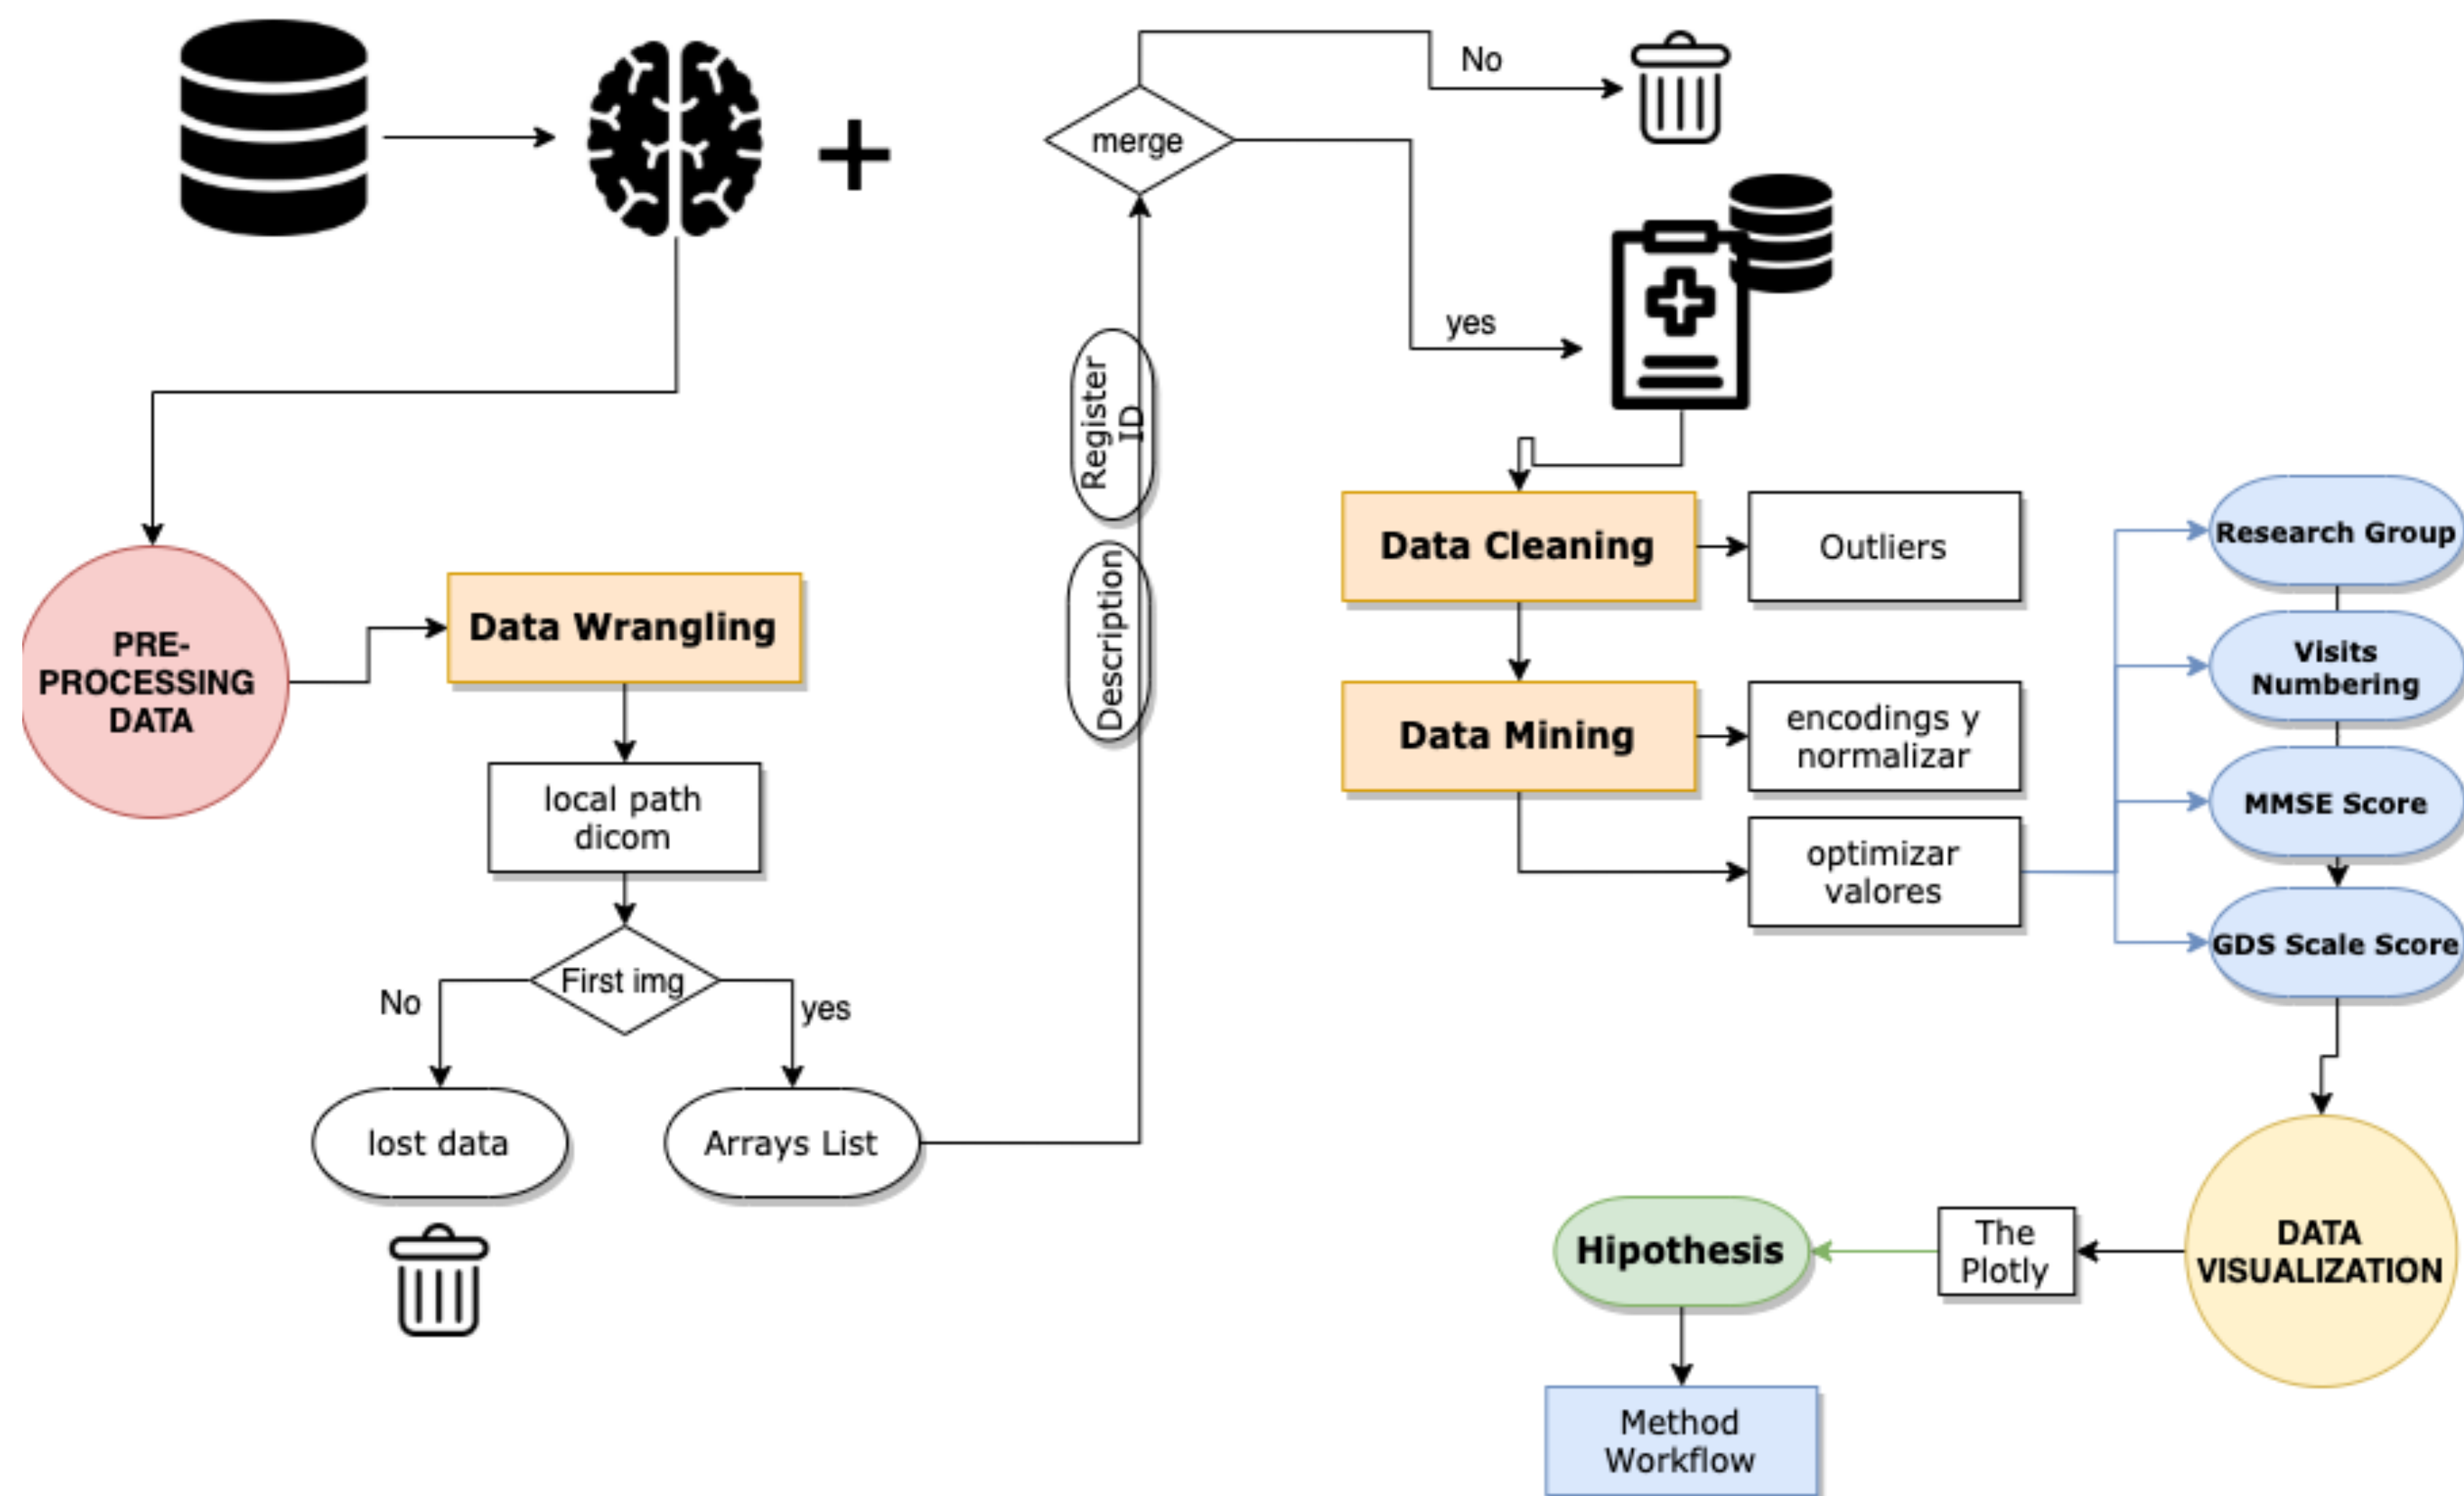 No
merge
yes
Register
ID
Description
PRE-
PROCESSING
DATA
Data Wrangling
local path
dicom
First img
No
yes
lost data
Arrays List
Data Cleaning
Outliers
Data Mining
encodings y
normalizar
optimizar
valores
Research Group
Visits
Numbering
MMSE Score
GDS Scale Score
DATA
VISUALIZATION
The
Plotly
Hipothesis
Method
Workflow